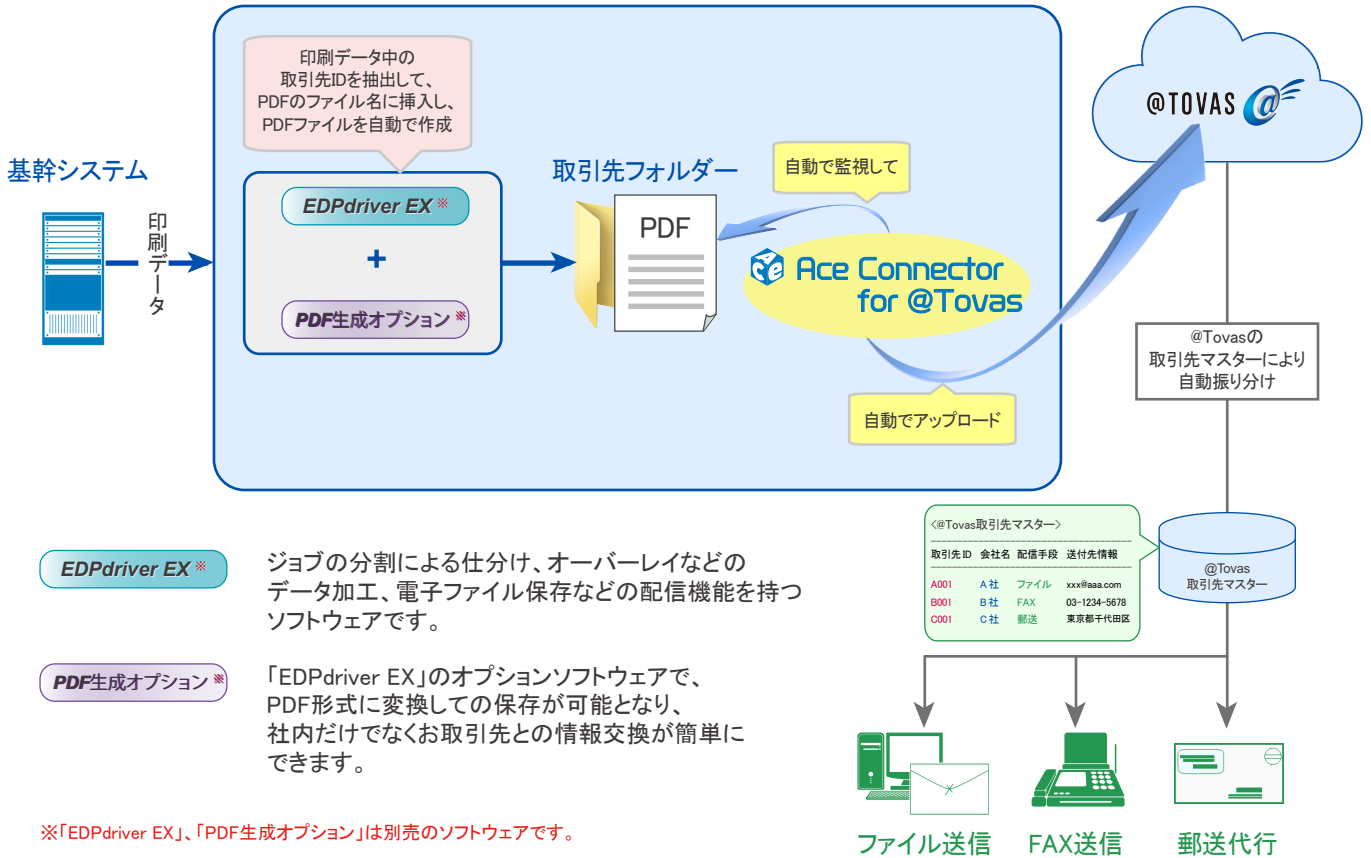 印刷データ中の
取引先IDを抽出して、
PDFのファイル名に挿入し、
PDFファイルを自動で作成
@TOVAS
基幹システム
印刷データ
EDPdriver EX※
+
PDF生成オプション※
取引先フォルダー
PDF
自動で監視して
Ace Connector
for @Tovas
自動でアップロード
@Tovasの
取引先マスターにより
自動振り分け
<@Tovas取引先マスター>
取引先ID 会社名 配信手段 送付先情報
A001 A社 ファイル xxx@aaa.com
B001 B社 FAX 03-1234-5678
C001 C社 郵送 東京都千代田区
@Tovas
取引先マスター
EDPdriver EX※
ジョブの分割による仕分け、オーバーレイなどの
データ加工、電子ファイル保存などの配信機能を持つ
ソフトウェアです。
PDF生成オプション※
「EDPdriver EX」のオプションソフトウェアで、
PDF形式に変換しての保存が可能となり、
社内だけでなくお取引先との情報交換が簡単に
できます。
※「EDPdriver EX」、「PDF生成オプション」は別売のソフトウェアです。
ファイル送信
FAX送信
郵送代行